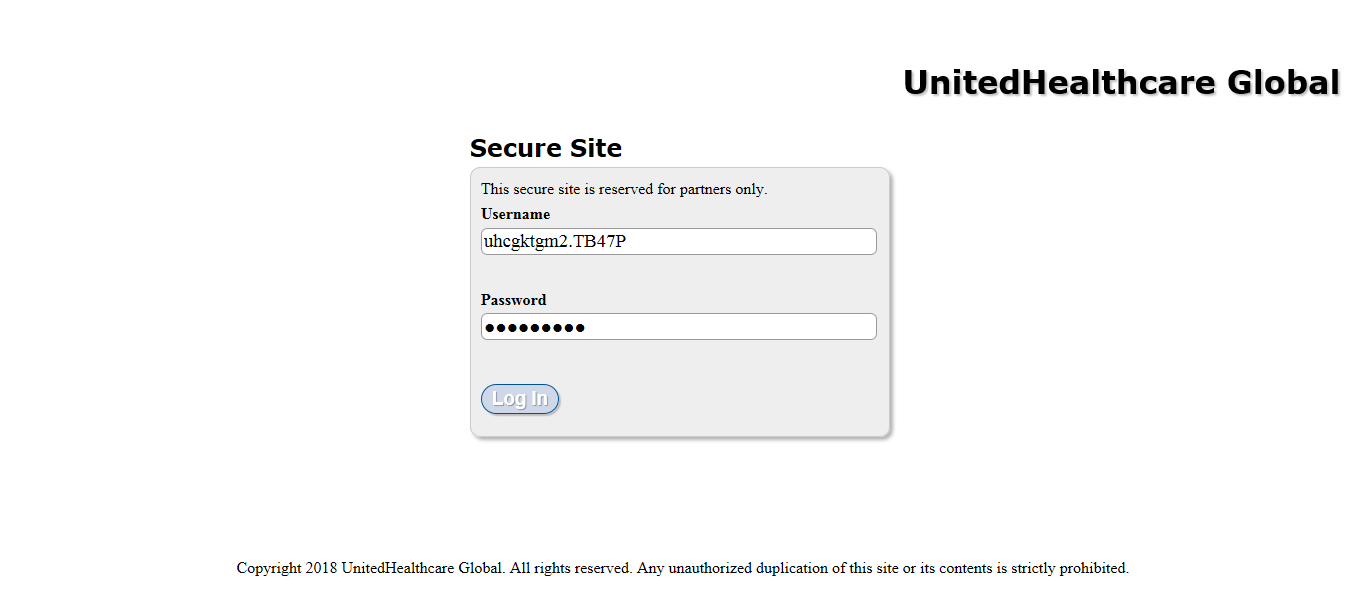 UnitedHealthcare Global
Secure Site
This secure site is reserved for partners only.
Username
uhcgktgm2.TB47P
Password
●●●●●●●●●
Log In
Copyright 2018 UnitedHealthcare Global. All rights reserved. Any unauthorized duplication of this site or its contents is strictly prohibited.